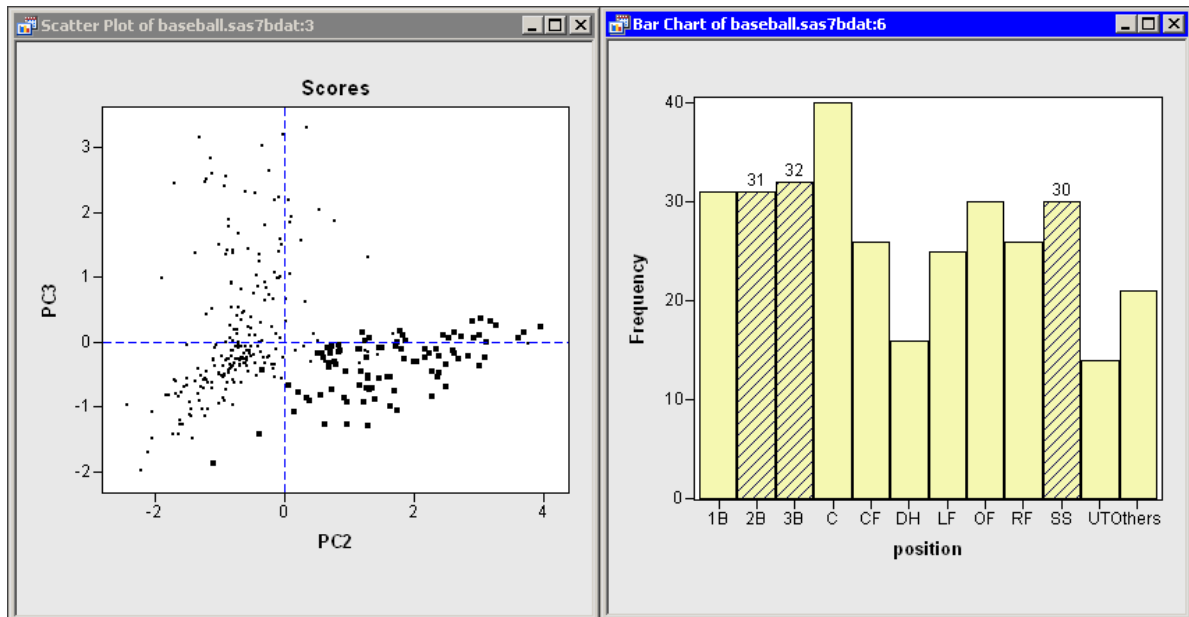 Scatter Plot of baseball.sas7bdat:3
Scores
3
2
1
0
-1
-2
PC3
-2
0
2
4
PC2
Bar Chart of baseball.sas7bdat:6
40
30
20
10
0
Frequency
31
32
30
1B 2B 3B C CF DH LF OF RF SS UT Others
position